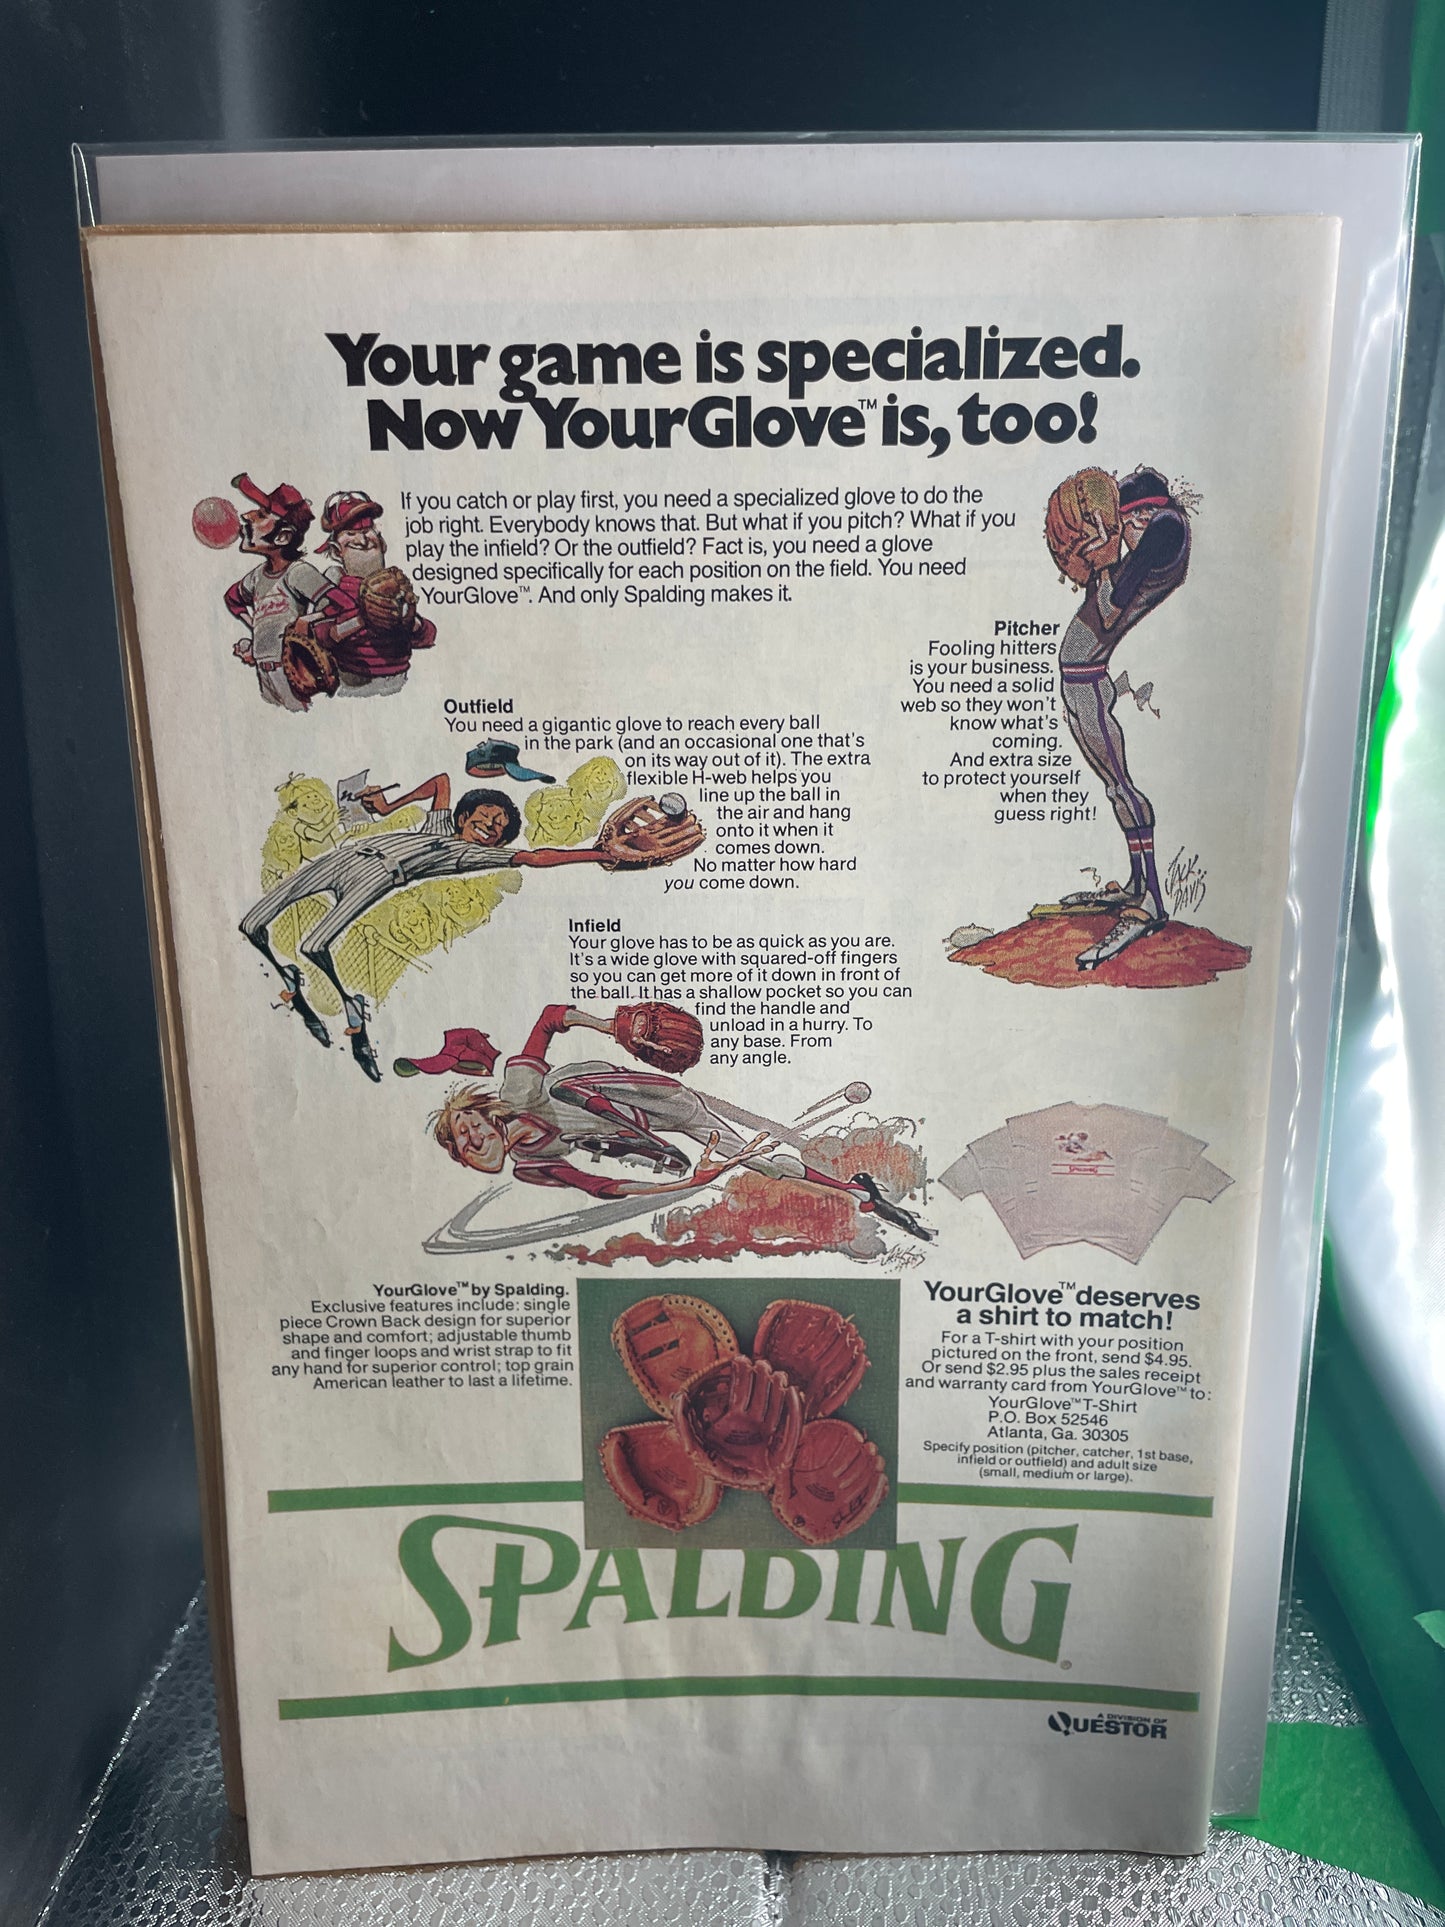 Your game is specialized.
Now YourGlove™ is, too!
If you catch or play first, you need a specialized glove to do the
job right. Everybody knows that. But what if you pitch? What if you
play the infield? Or the outfield? Fact is, you need a glove
designed specifically for each position on the field. You need
YourGlove™. And only Spalding makes it.
Pitcher
Fooling hitters
is your business.
You need a solid
web so they won't
know what's
coming.
And extra size
to protect yourself
when they
guess right!
JACK
DAVIS
Outfield
You need a gigantic glove to reach every ball
in the park (and an occasional one that's
on its way out of it). The extra
flexible H-web helps you
line up the ball in
the air and hang
onto it when it
comes down.
No matter how hard
you come down.
Infield
Your glove has to be as quick as you are.
It's a wide glove with squared-off fingers
so you can get more of it down in front of
the ball. It has a shallow pocket so you can
find the handle and
unload in a hurry. To
any base. From
any angle.
JACK
DAVIS
SPALDING
YourGlove™ by Spalding.
Exclusive features include: single
piece Crown Back design for superior
shape and comfort; adjustable thumb
and finger loops and wrist strap to fit
any hand for superior control; top grain
American leather to last a lifetime.
YourGlove™ deserves
a shirt to match!
For a T-shirt with your position
pictured on the front, send $4.95.
Or send $2.95 plus the sales receipt
and warranty card from YourGlove™ to:
YourGlove™ T-Shirt
P.O. Box 52546
Atlanta, Ga. 30305
Specify position (pitcher, catcher, 1st base,
infield or outfield) and adult size
(small, medium or large).
SPALDING®
A DIVISION OF
QUESTOR